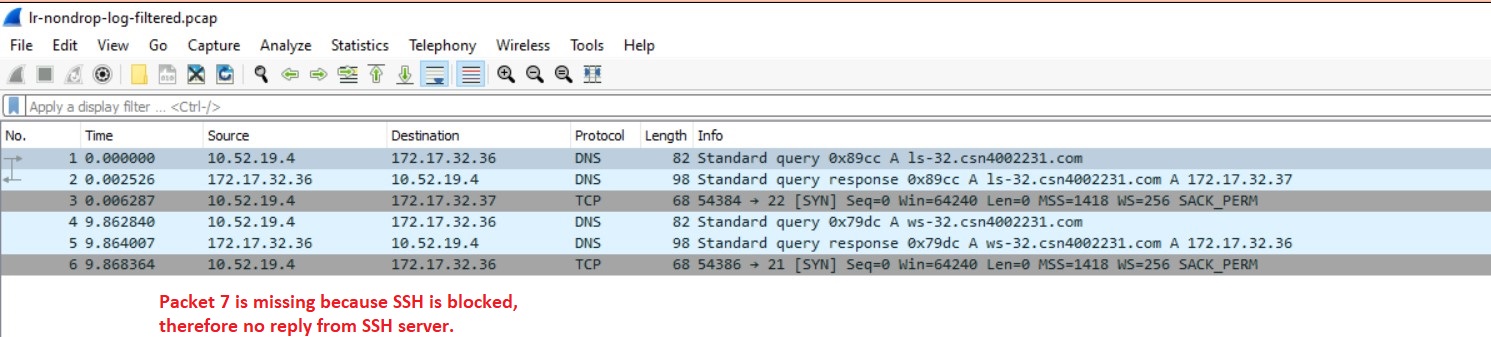 lr-nondrop-log-filtered.pcap
File Edit View Go Capture Analyze Statistics Telephony Wireless Tools Help
Apply a display filter ... <Ctrl-/>
No. Time Source Destination Protocol Length Info
1 0.000000 10.52.19.4 172.17.32.36 DNS 82 Standard query 0x89cc A ls-32.csn4002231.com
2 0.002526 172.17.32.36 10.52.19.4 DNS 98 Standard query response 0x89cc A ls-32.csn4002231.com A 172.17.32.37
3 0.006287 10.52.19.4 172.17.32.37 TCP 68 54384 → 22 [SYN] Seq=0 Win=64240 Len=0 MSS=1418 WS=256 SACK_PERM
4 9.862840 10.52.19.4 172.17.32.36 DNS 82 Standard query 0x79dc A ws-32.csn4002231.com
5 9.864007 172.17.32.36 10.52.19.4 DNS 98 Standard query response 0x79dc A ws-32.csn4002231.com A 172.17.32.36
6 9.868364 10.52.19.4 172.17.32.36 TCP 68 54386 → 21 [SYN] Seq=0 Win=64240 Len=0 MSS=1418 WS=256 SACK_PERM
Packet 7 is missing because SSH is blocked,
therefore no reply from SSH server.